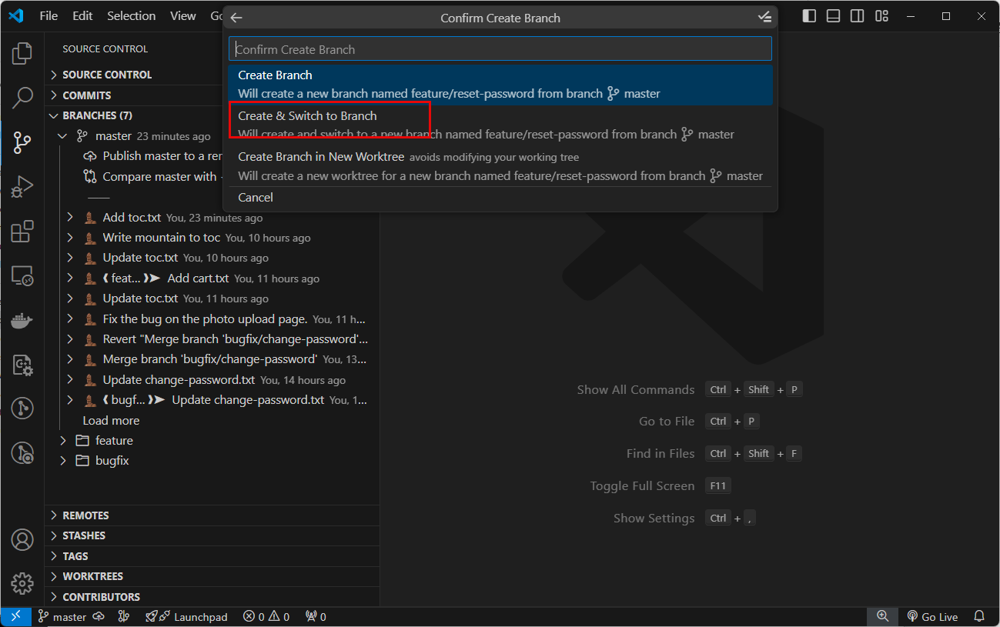 File Edit Selection View Go
Confirm Create Branch
Confirm Create Branch
Create Branch
Will create a new branch named feature/reset-password from branch master
Create & Switch to Branch
Will create and switch to a new branch named feature/reset-password from branch master
Create Branch in New Worktree avoids modifying your working tree
Will create a new worktree for a new branch named feature/reset-password from branch master
Cancel
SOURCE CONTROL
SOURCE CONTROL
COMMITS
BRANCHES (7)
master 23 minutes ago
Publish master to a rer
Compare master with
Add toc.txt You, 23 minutes ago
Write mountain to toc You, 10 hours ago
Update toc.txt You, 10 hours ago
❰ feat... ❱➤ Add cart.txt You, 11 hours ago
Update toc.txt You, 11 hours ago
Fix the bug on the photo upload page. You, 11 h...
Revert "Merge branch 'bugfix/change-password'...
Merge branch 'bugfix/change-password' You, 13...
Update change-password.txt You, 14 hours ago
❰ bugf... ❱➤ Update change-password.txt You, 1...
Load more
feature
bugfix
REMOTES
STASHES
TAGS
WORKTREES
CONTRIBUTORS
Show All Commands Ctrl + Shift + P
Go to File Ctrl + P
Find in Files Ctrl + Shift + F
Toggle Full Screen F11
Show Settings Ctrl + ,
master Launchpad 0 0 0 Go Live